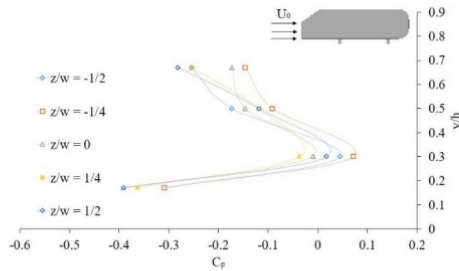 U₀
0.9
0.8
0.7
0.6
0.5
0.4
0.3
0.2
0.1
0
y/h
z/w = -1/2
z/w = -1/4
z/w = 0
z/w = 1/4
z/w = 1/2
-0.6 -0.5 -0.4 -0.3 -0.2 -0.1 0 0.1 0.2
Cₚ